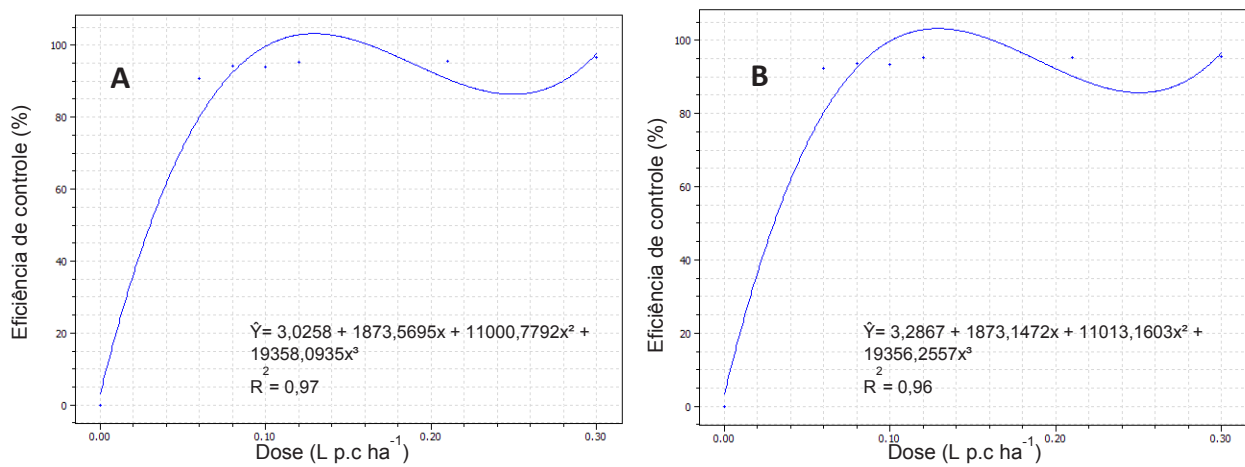 A
Eficiência de controle (%)
100
80
60
40
20
0
Ŷ= 3,0258 + 1873,5695x + 11000,7792x² +
19358,0935x³
R² = 0,97
0.00 0.10 0.20 0.30
Dose (L p.c ha⁻¹)
B
Eficiência de controle (%)
100
80
60
40
20
0
Ŷ= 3,2867 + 1873,1472x + 11013,1603x² +
19356,2557x³
R² = 0,96
0.00 0.10 0.20 0.30
Dose (L p.c ha⁻¹)